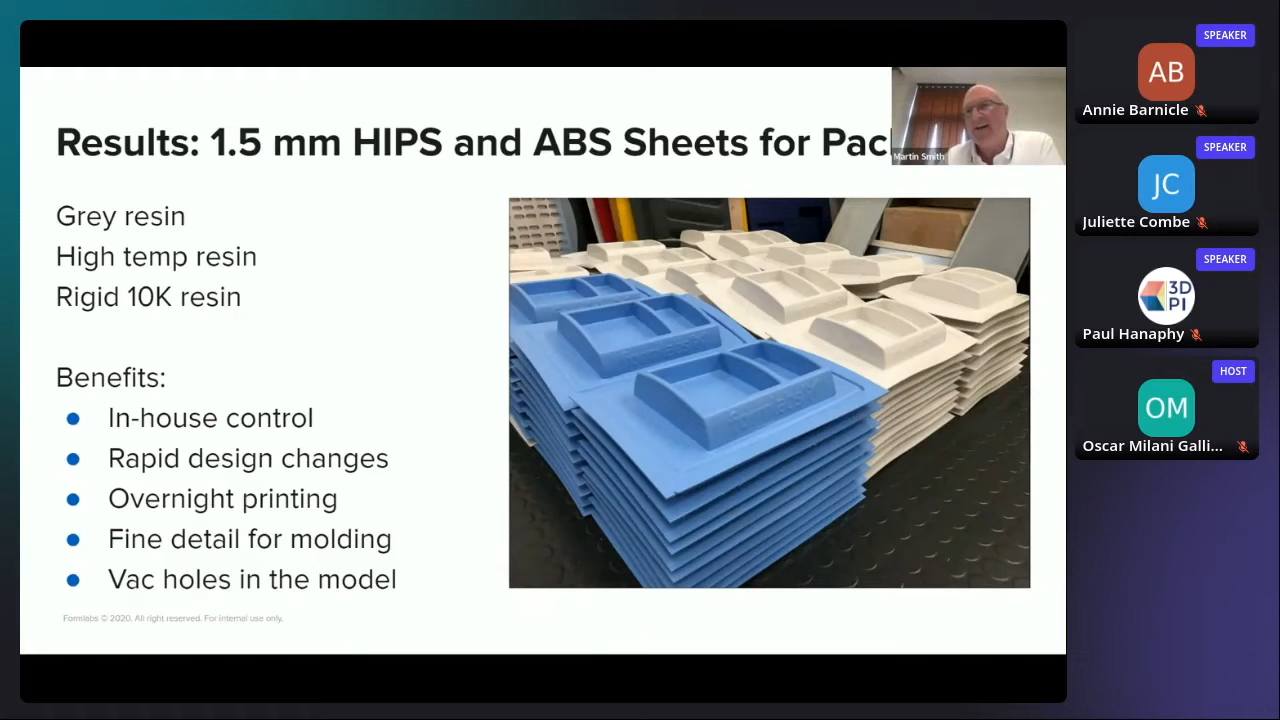 Results: 1.5 mm HIPS and ABS Sheets for Pac
Martin Smith
Grey resin
High temp resin
Rigid 10K resin
Benefits:
In-house control
Rapid design changes
Overnight printing
Fine detail for molding
Vac holes in the model
Formlabs © 2020. All right reserved. For internal use only.
SPEAKER
AB
Annie Barnicle
SPEAKER
JC
Juliette Combe
SPEAKER
3D
PI
Paul Hanaphy
HOST
OM
Oscar Milani Galli...